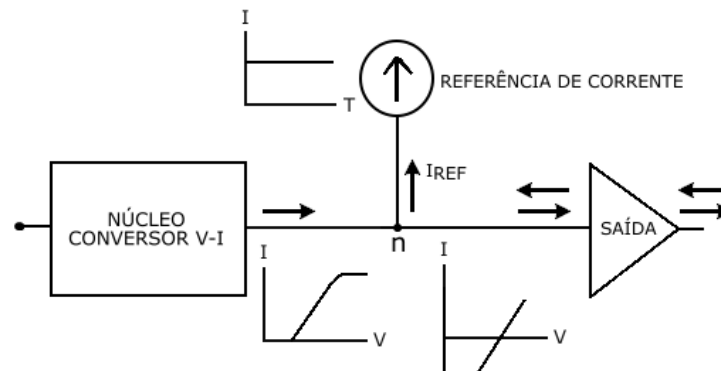 I
T
REFERÊNCIA DE CORRENTE
IREF
NÚCLEO
CONVERSOR V-I
SAÍDA
n
I
V
I
V